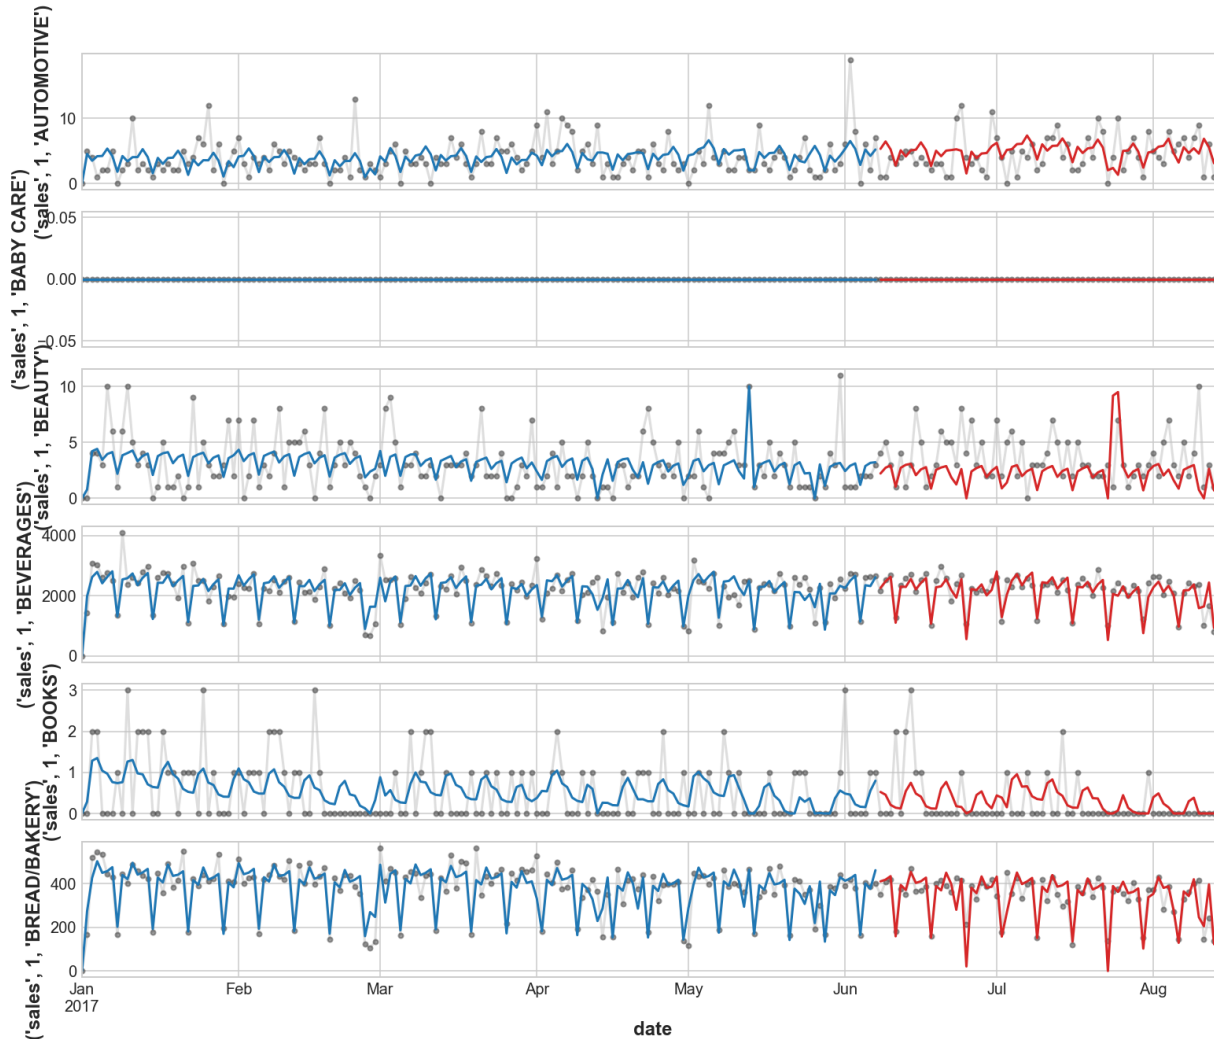 ('sales', 1, 'AUTOMOTIVE')
10
0
('sales', 1, 'BABY CARE')
0.05
0.00
−0.05
('sales', 1, 'BEAUTY')
10
5
0
('sales', 1, 'BEVERAGES')
4000
2000
0
('sales', 1, 'BOOKS')
3
2
1
0
('sales', 1, 'BREAD/BAKERY')
400
200
0
Jan Feb Mar Apr May Jun Jul Aug
2017
date